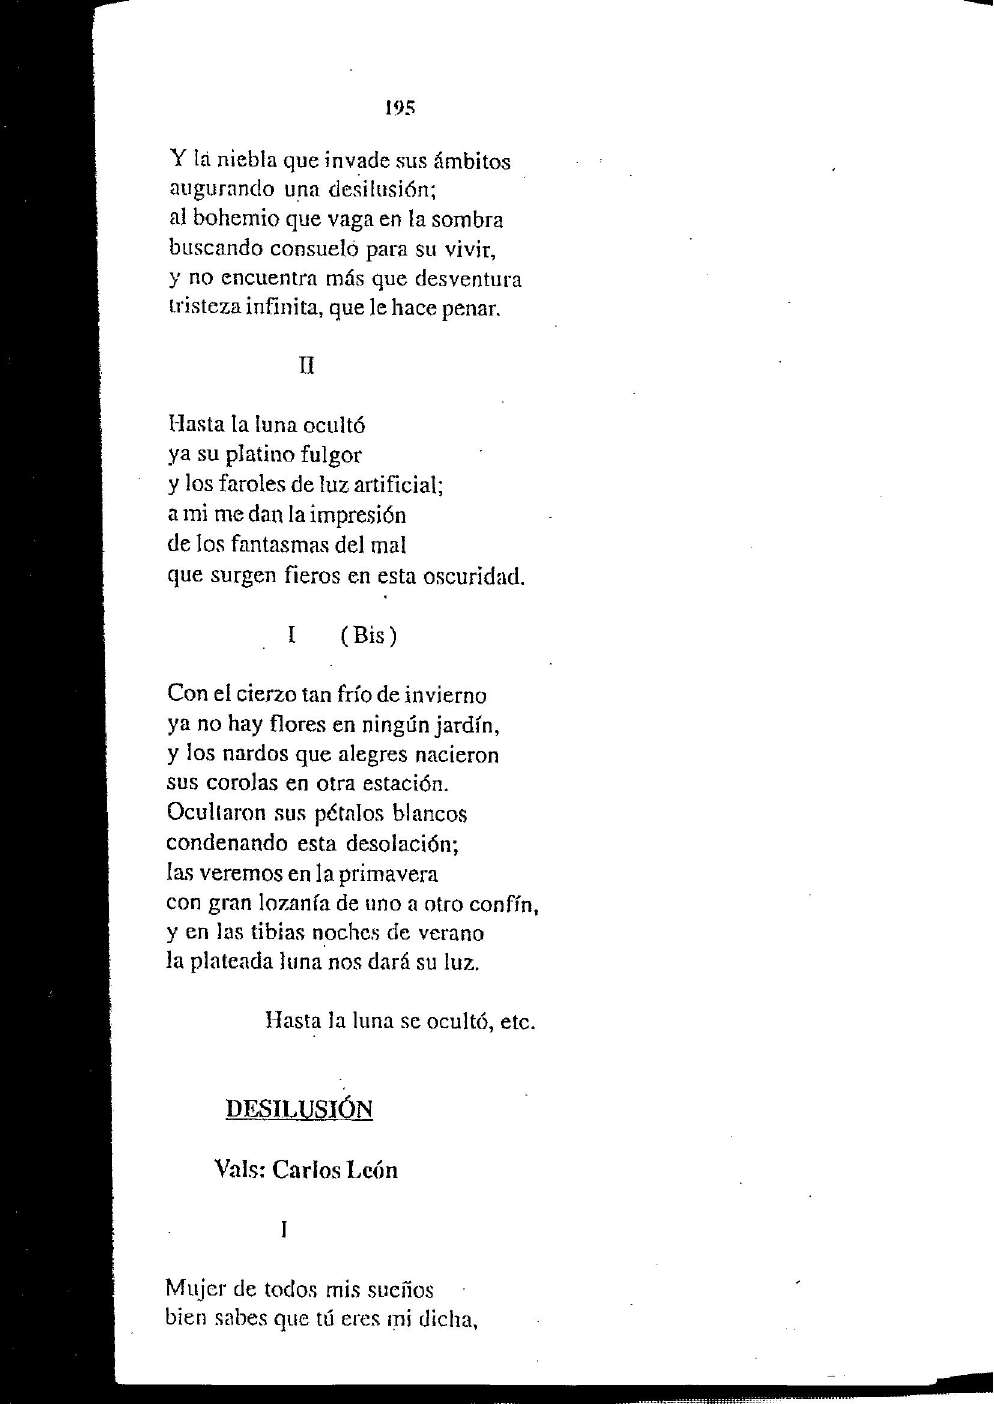 195
Y la niebla que invade sus ámbitos
augurando una desilusión;
al bohemio que vaga en la sombra
buscando consuelo para su vivir,
y no encuentra más que desventura
tristeza infinita, que le hace penar.
II
Hasta la luna ocultó
ya su platino fulgor
y los faroles de luz artificial;
a mi me dan la impresión
de los fantasmas del mal
que surgen fieros en esta oscuridad.
I (Bis)
Con el cierzo tan frío de invierno
ya no hay flores en ningún jardín,
y los nardos que alegres nacieron
sus corolas en otra estación.
Ocultaron sus pétalos blancos
condenando esta desolación;
las veremos en la primavera
con gran lozanía de uno a otro confín,
y en las tibias noches de verano
la plateada luna nos dará su luz.
Hasta la luna se ocultó, etc.
DESILUSIÓN
Vals: Carlos León
I
Mujer de todos mis sueños
bien sabes que tú eres mi dicha,